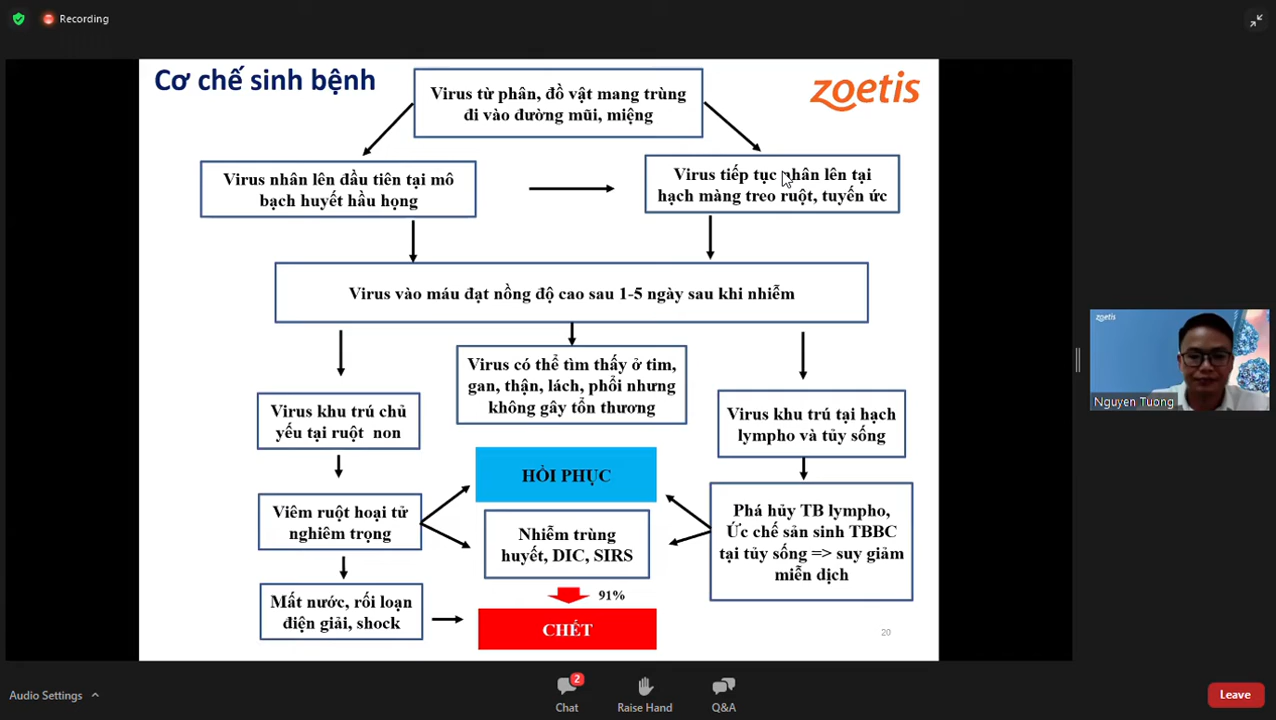 Recording
Cơ chế sinh bệnh
zoetis
Virus từ phân, đồ vật mang trùng
đi vào đường mũi, miệng
Virus nhân lên đầu tiên tại mô
bạch huyết hầu họng
Virus tiếp tục nhân lên tại
hạch màng treo ruột, tuyến ức
Virus vào máu đạt nồng độ cao sau 1-5 ngày sau khi nhiễm
Virus có thể tìm thấy ở tim,
gan, thận, lách, phổi nhưng
không gây tổn thương
Virus khu trú chủ
yếu tại ruột non
Virus khu trú tại hạch
lympho và tủy sống
HỒI PHỤC
Viêm ruột hoại tử
nghiêm trọng
Nhiễm trùng
huyết, DIC, SIRS
Phá hủy TB lympho,
Ức chế sản sinh TBBC
tại tủy sống => suy giảm
miễn dịch
91%
Mất nước, rối loạn
điện giải, shock
CHẾT
20
zoetis
Nguyen Tuong
Audio Settings
2
Chat
Raise Hand
Q&A
Leave